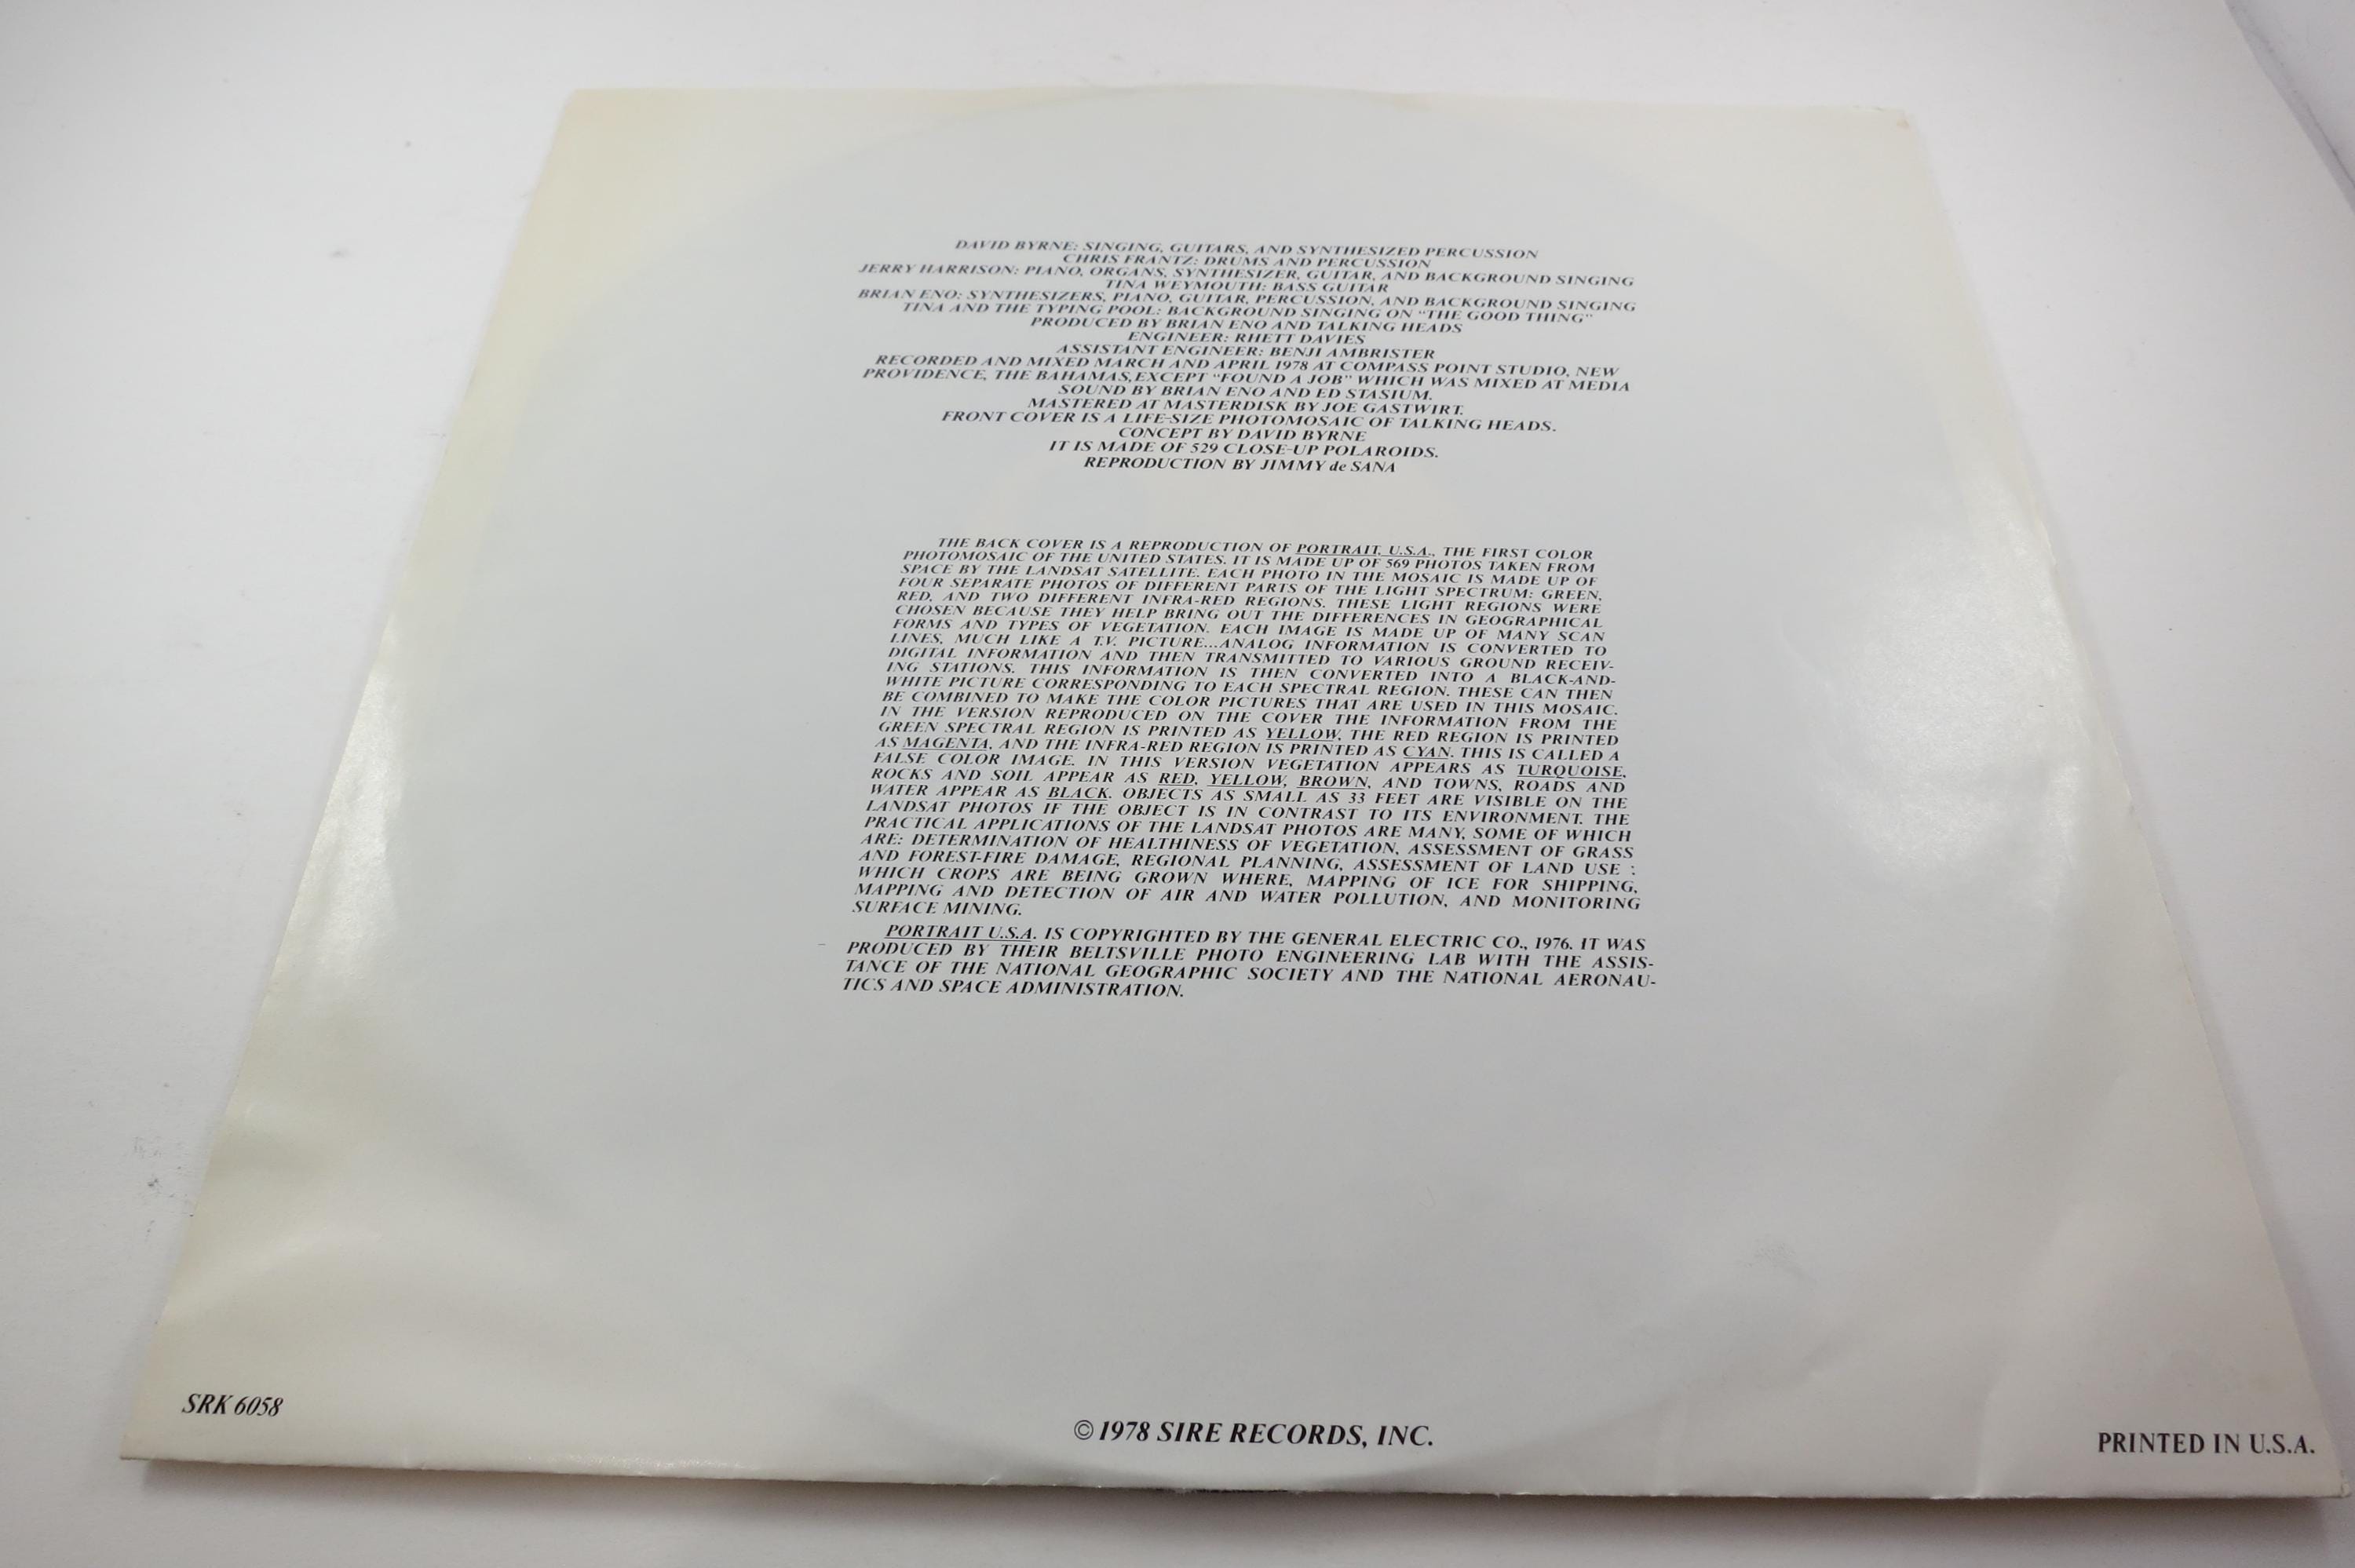 DAVID BYRNE: SINGING, GUITARS, AND SYNTHESIZED PERCUSSION
CHRIS FRANTZ: DRUMS AND PERCUSSION
JERRY HARRISON: PIANO, ORGANS, SYNTHESIZER, GUITAR, AND BACKGROUND SINGING
TINA WEYMOUTH: BASS GUITAR
BRIAN ENO: SYNTHESIZERS, PIANO, GUITAR, PERCUSSION, AND BACKGROUND SINGING
TINA AND THE TYPING POOL: BACKGROUND SINGING ON "THE GOOD THING"
PRODUCED BY BRIAN ENO AND TALKING HEADS
ENGINEER: RHETT DAVIES
ASSISTANT ENGINEER: BENJI AMBRISTER
RECORDED AND MIXED MARCH AND APRIL 1978 AT COMPASS POINT STUDIO, NEW
PROVIDENCE, THE BAHAMAS, EXCEPT "FOUND A JOB" WHICH WAS MIXED AT MEDIA
SOUND BY BRIAN ENO AND ED STASIUM.
MASTERED AT MASTERDISK BY JOE GASTWIRT.
FRONT COVER IS A LIFE-SIZE PHOTOMOSAIC OF TALKING HEADS.
CONCEPT BY DAVID BYRNE
IT IS MADE OF 529 CLOSE-UP POLAROIDS.
REPRODUCTION BY JIMMY de SANA
THE BACK COVER IS A REPRODUCTION OF PORTRAIT, U.S.A., THE FIRST COLOR
PHOTOMOSAIC OF THE UNITED STATES. IT IS MADE UP OF 569 PHOTOS TAKEN FROM
SPACE BY THE LANDSAT SATELLITE. EACH PHOTO IN THE MOSAIC IS MADE UP OF
FOUR SEPARATE PHOTOS OF DIFFERENT PARTS OF THE LIGHT SPECTRUM: GREEN,
RED, AND TWO DIFFERENT INFRA-RED REGIONS. THESE LIGHT REGIONS WERE
CHOSEN BECAUSE THEY HELP BRING OUT THE DIFFERENCES IN GEOGRAPHICAL
FORMS AND TYPES OF VEGETATION. EACH IMAGE IS MADE UP OF MANY SCAN
LINES, MUCH LIKE A T.V. PICTURE...ANALOG INFORMATION IS CONVERTED TO
DIGITAL INFORMATION AND THEN TRANSMITTED TO VARIOUS GROUND RECEIV-
ING STATIONS. THIS INFORMATION IS THEN CONVERTED INTO A BLACK-AND-
WHITE PICTURE CORRESPONDING TO EACH SPECTRAL REGION. THESE CAN THEN
BE COMBINED TO MAKE THE COLOR PICTURES THAT ARE USED IN THIS MOSAIC.
IN THE VERSION REPRODUCED ON THE COVER THE INFORMATION FROM THE
GREEN SPECTRAL REGION IS PRINTED AS YELLOW, THE RED REGION IS PRINTED
AS MAGENTA, AND THE INFRA-RED REGION IS PRINTED AS CYAN. THIS IS CALLED A
FALSE COLOR IMAGE. IN THIS VERSION VEGETATION APPEARS AS TURQUOISE,
ROCKS AND SOIL APPEAR AS RED, YELLOW, BROWN, AND TOWNS, ROADS AND
WATER APPEAR AS BLACK. OBJECTS AS SMALL AS 33 FEET ARE VISIBLE ON THE
LANDSAT PHOTOS IF THE OBJECT IS IN CONTRAST TO ITS ENVIRONMENT. THE
PRACTICAL APPLICATIONS OF THE LANDSAT PHOTOS ARE MANY, SOME OF WHICH
ARE: DETERMINATION OF HEALTHINESS OF VEGETATION, ASSESSMENT OF GRASS
AND FOREST-FIRE DAMAGE, REGIONAL PLANNING, ASSESSMENT OF LAND USE :
WHICH CROPS ARE BEING GROWN WHERE, MAPPING OF ICE FOR SHIPPING,
MAPPING AND DETECTION OF AIR AND WATER POLLUTION, AND MONITORING
SURFACE MINING.
PORTRAIT U.S.A. IS COPYRIGHTED BY THE GENERAL ELECTRIC CO., 1976. IT WAS
PRODUCED BY THEIR BELTSVILLE PHOTO ENGINEERING LAB WITH THE ASSIS-
TANCE OF THE NATIONAL GEOGRAPHIC SOCIETY AND THE NATIONAL AERONAU-
TICS AND SPACE ADMINISTRATION.
SRK 6058
© 1978 SIRE RECORDS, INC.
PRINTED IN U.S.A.